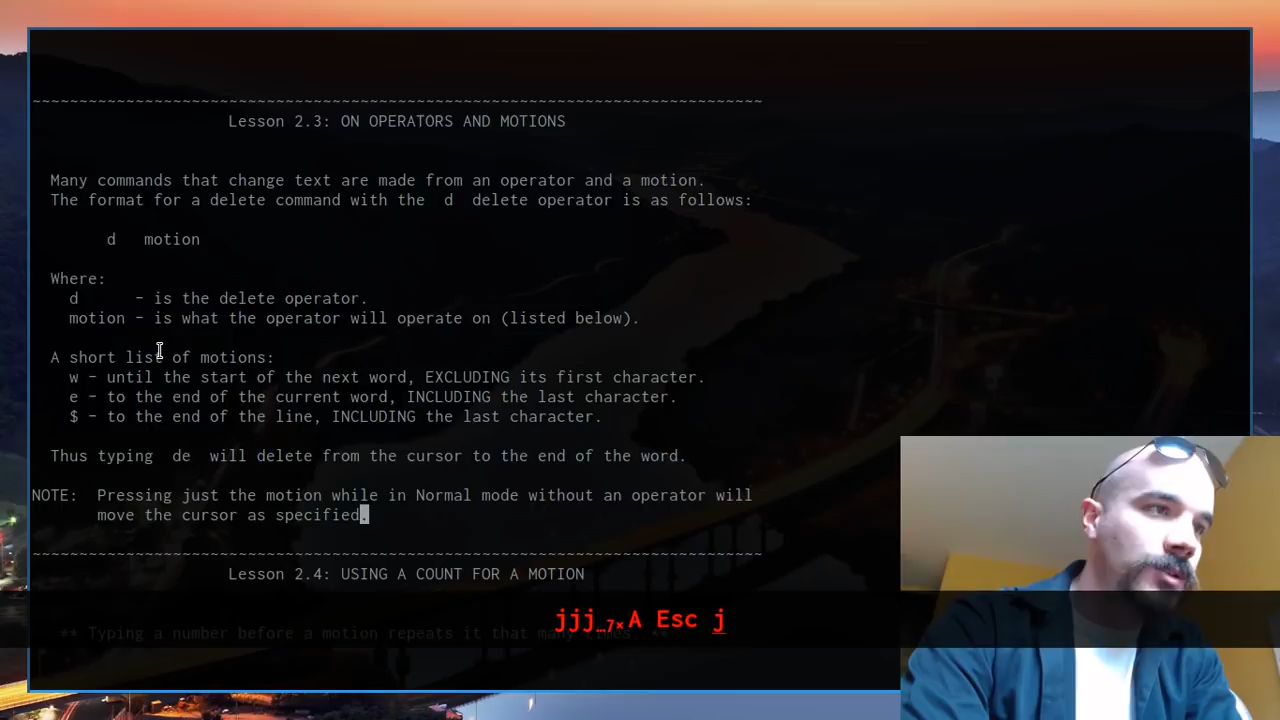 ~~~~~~~~~~~~~~~~~~~~~~~~~~~~~~~~~~~~~~~~~~~~~~~~~~~~~~~~~~~~~~~~~~~~~~~~~~~~~~
Lesson 2.3: ON OPERATORS AND MOTIONS
Many commands that change text are made from an operator and a motion.
The format for a delete command with the  d  delete operator is as follows:
d   motion
Where:
d      - is the delete operator.
motion - is what the operator will operate on (listed below).
A short list of motions:
w - until the start of the next word, EXCLUDING its first character.
e - to the end of the current word, INCLUDING the last character.
$ - to the end of the line, INCLUDING the last character.
Thus typing  de  will delete from the cursor to the end of the word.
NOTE:  Pressing just the motion while in Normal mode without an operator will
move the cursor as specified.
~~~~~~~~~~~~~~~~~~~~~~~~~~~~~~~~~~~~~~~~~~~~~~~~~~~~~~~~~~~~~~~~~~~~~~~~~~~~~~
Lesson 2.4: USING A COUNT FOR A MOTION
jjj…7×A Esc j
** Typing a number before a motion repeats it that many times. **